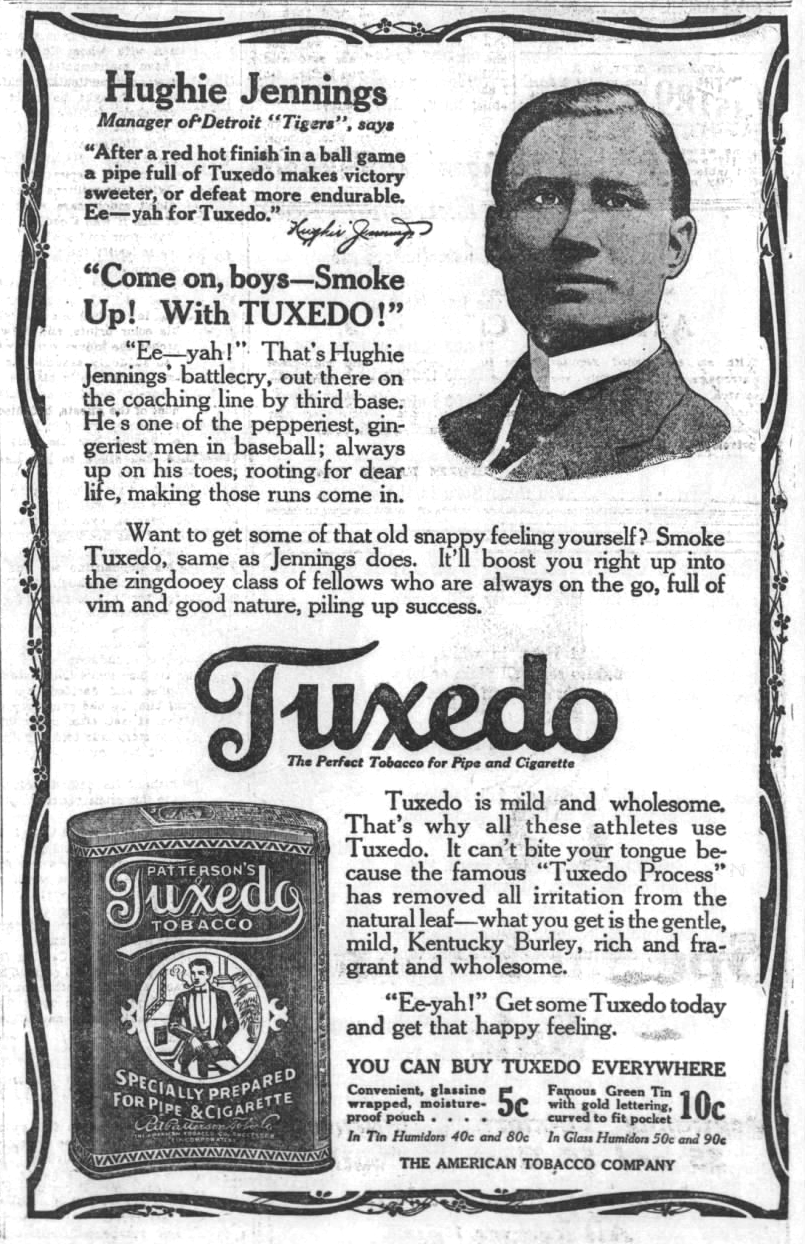 Hughie Jennings
Manager of Detroit "Tigers", says
"After a red hot finish in a ball game
a pipe full of Tuxedo makes victory
sweeter, or defeat more endurable.
Ee—yah for Tuxedo."
Hughie Jennings
"Come on, boys—Smoke
Up! With TUXEDO!"
"Ee—yah!" That's Hughie
Jennings' battlecry, out there on
the coaching line by third base.
He's one of the pepperiest, gin-
geriest men in baseball; always
up on his toes, rooting for dear
life, making those runs come in.
Want to get some of that old snappy feeling yourself? Smoke
Tuxedo, same as Jennings does. It'll boost you right up into
the zingdooey class of fellows who are always on the go, full of
vim and good nature, piling up success.
Tuxedo
The Perfect Tobacco for Pipe and Cigarette
Tuxedo is mild and wholesome.
That's why all these athletes use
Tuxedo. It can't bite your tongue be-
cause the famous "Tuxedo Process"
has removed all irritation from the
natural leaf—what you get is the gentle,
mild, Kentucky Burley, rich and fra-
grant and wholesome.
"Ee-yah!" Get some Tuxedo today
and get that happy feeling.
YOU CAN BUY TUXEDO EVERYWHERE
Convenient, glassine
wrapped, moisture-
proof pouch . . . . 5c
Famous Green Tin
with gold lettering,
curved to fit pocket 10c
In Tin Humidors 40c and 80c In Glass Humidors 50c and 90c
THE AMERICAN TOBACCO COMPANY
PATTERSON'S
Tuxedo
TOBACCO
SPECIALLY PREPARED
FOR PIPE & CIGARETTE